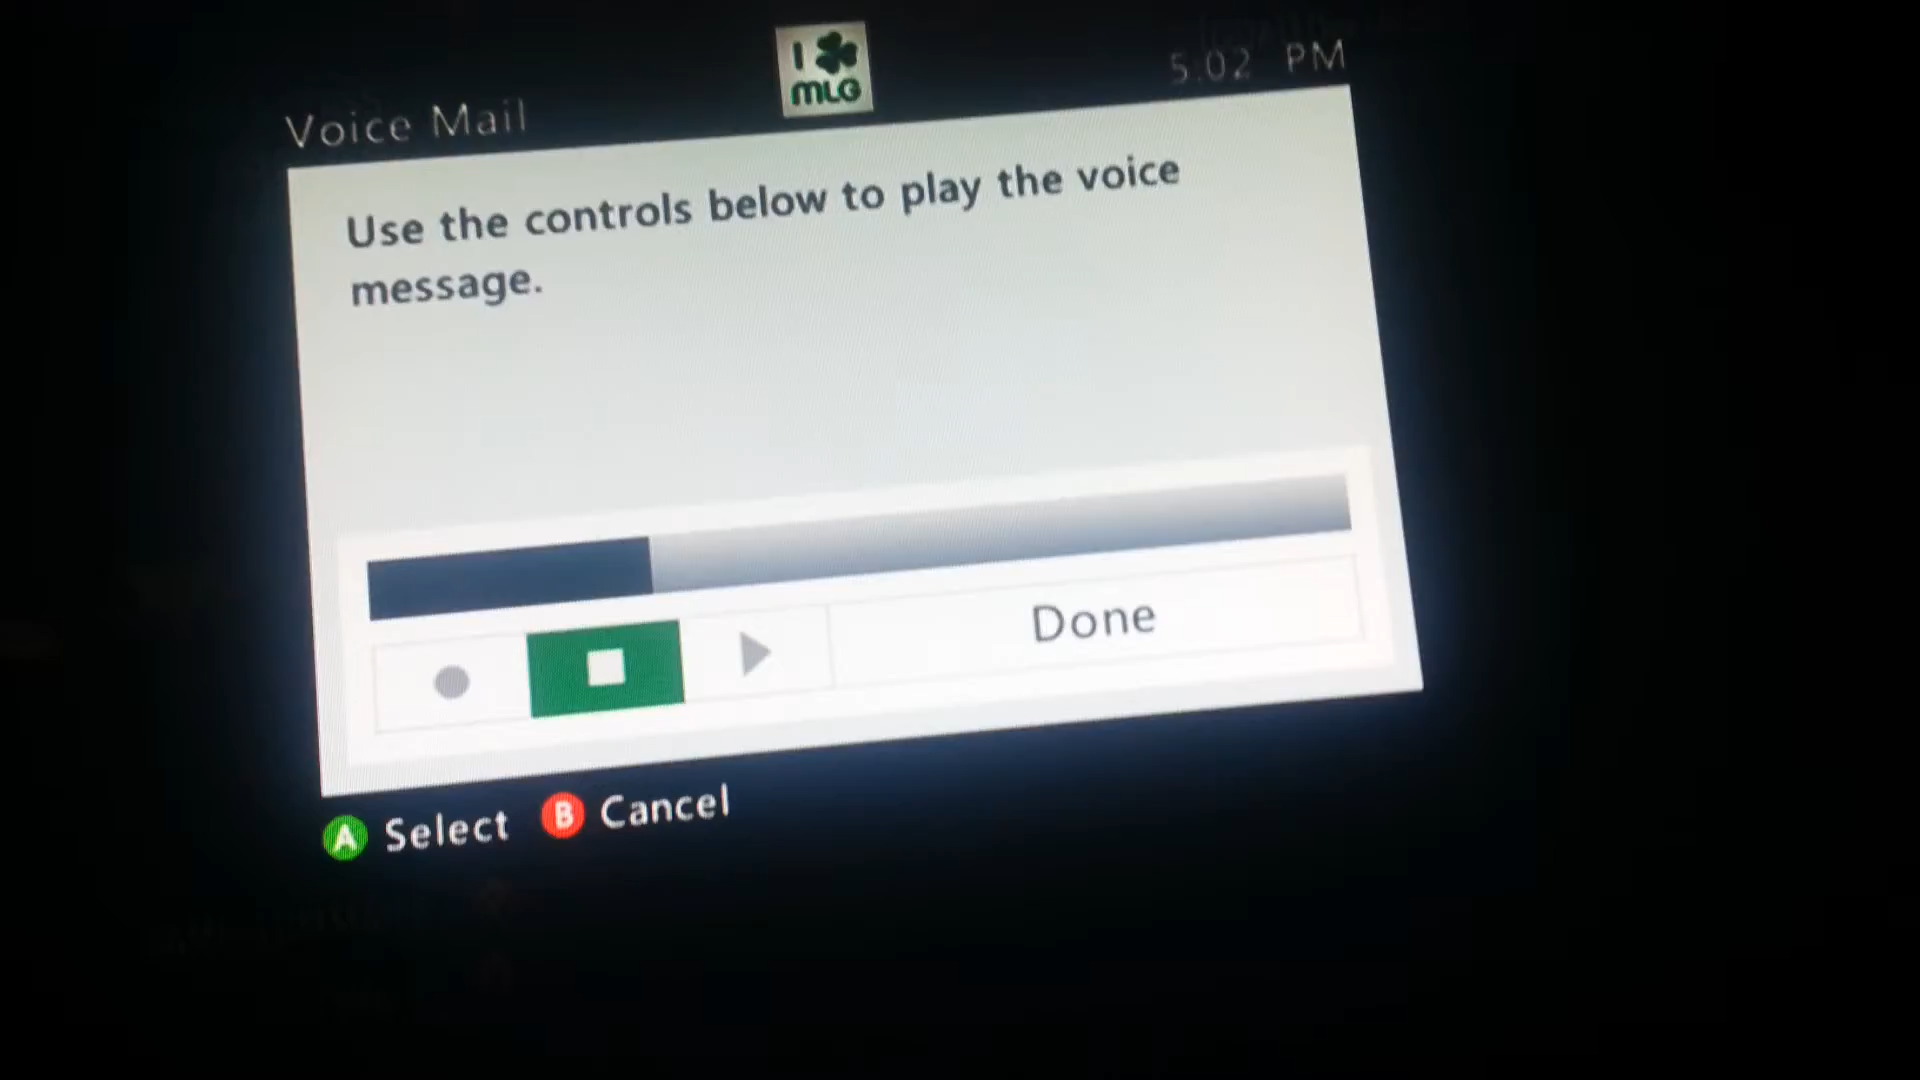 I
MLG
5:02 PM
Voice Mail
Use the controls below to play the voice
message.
Done
A Select B Cancel